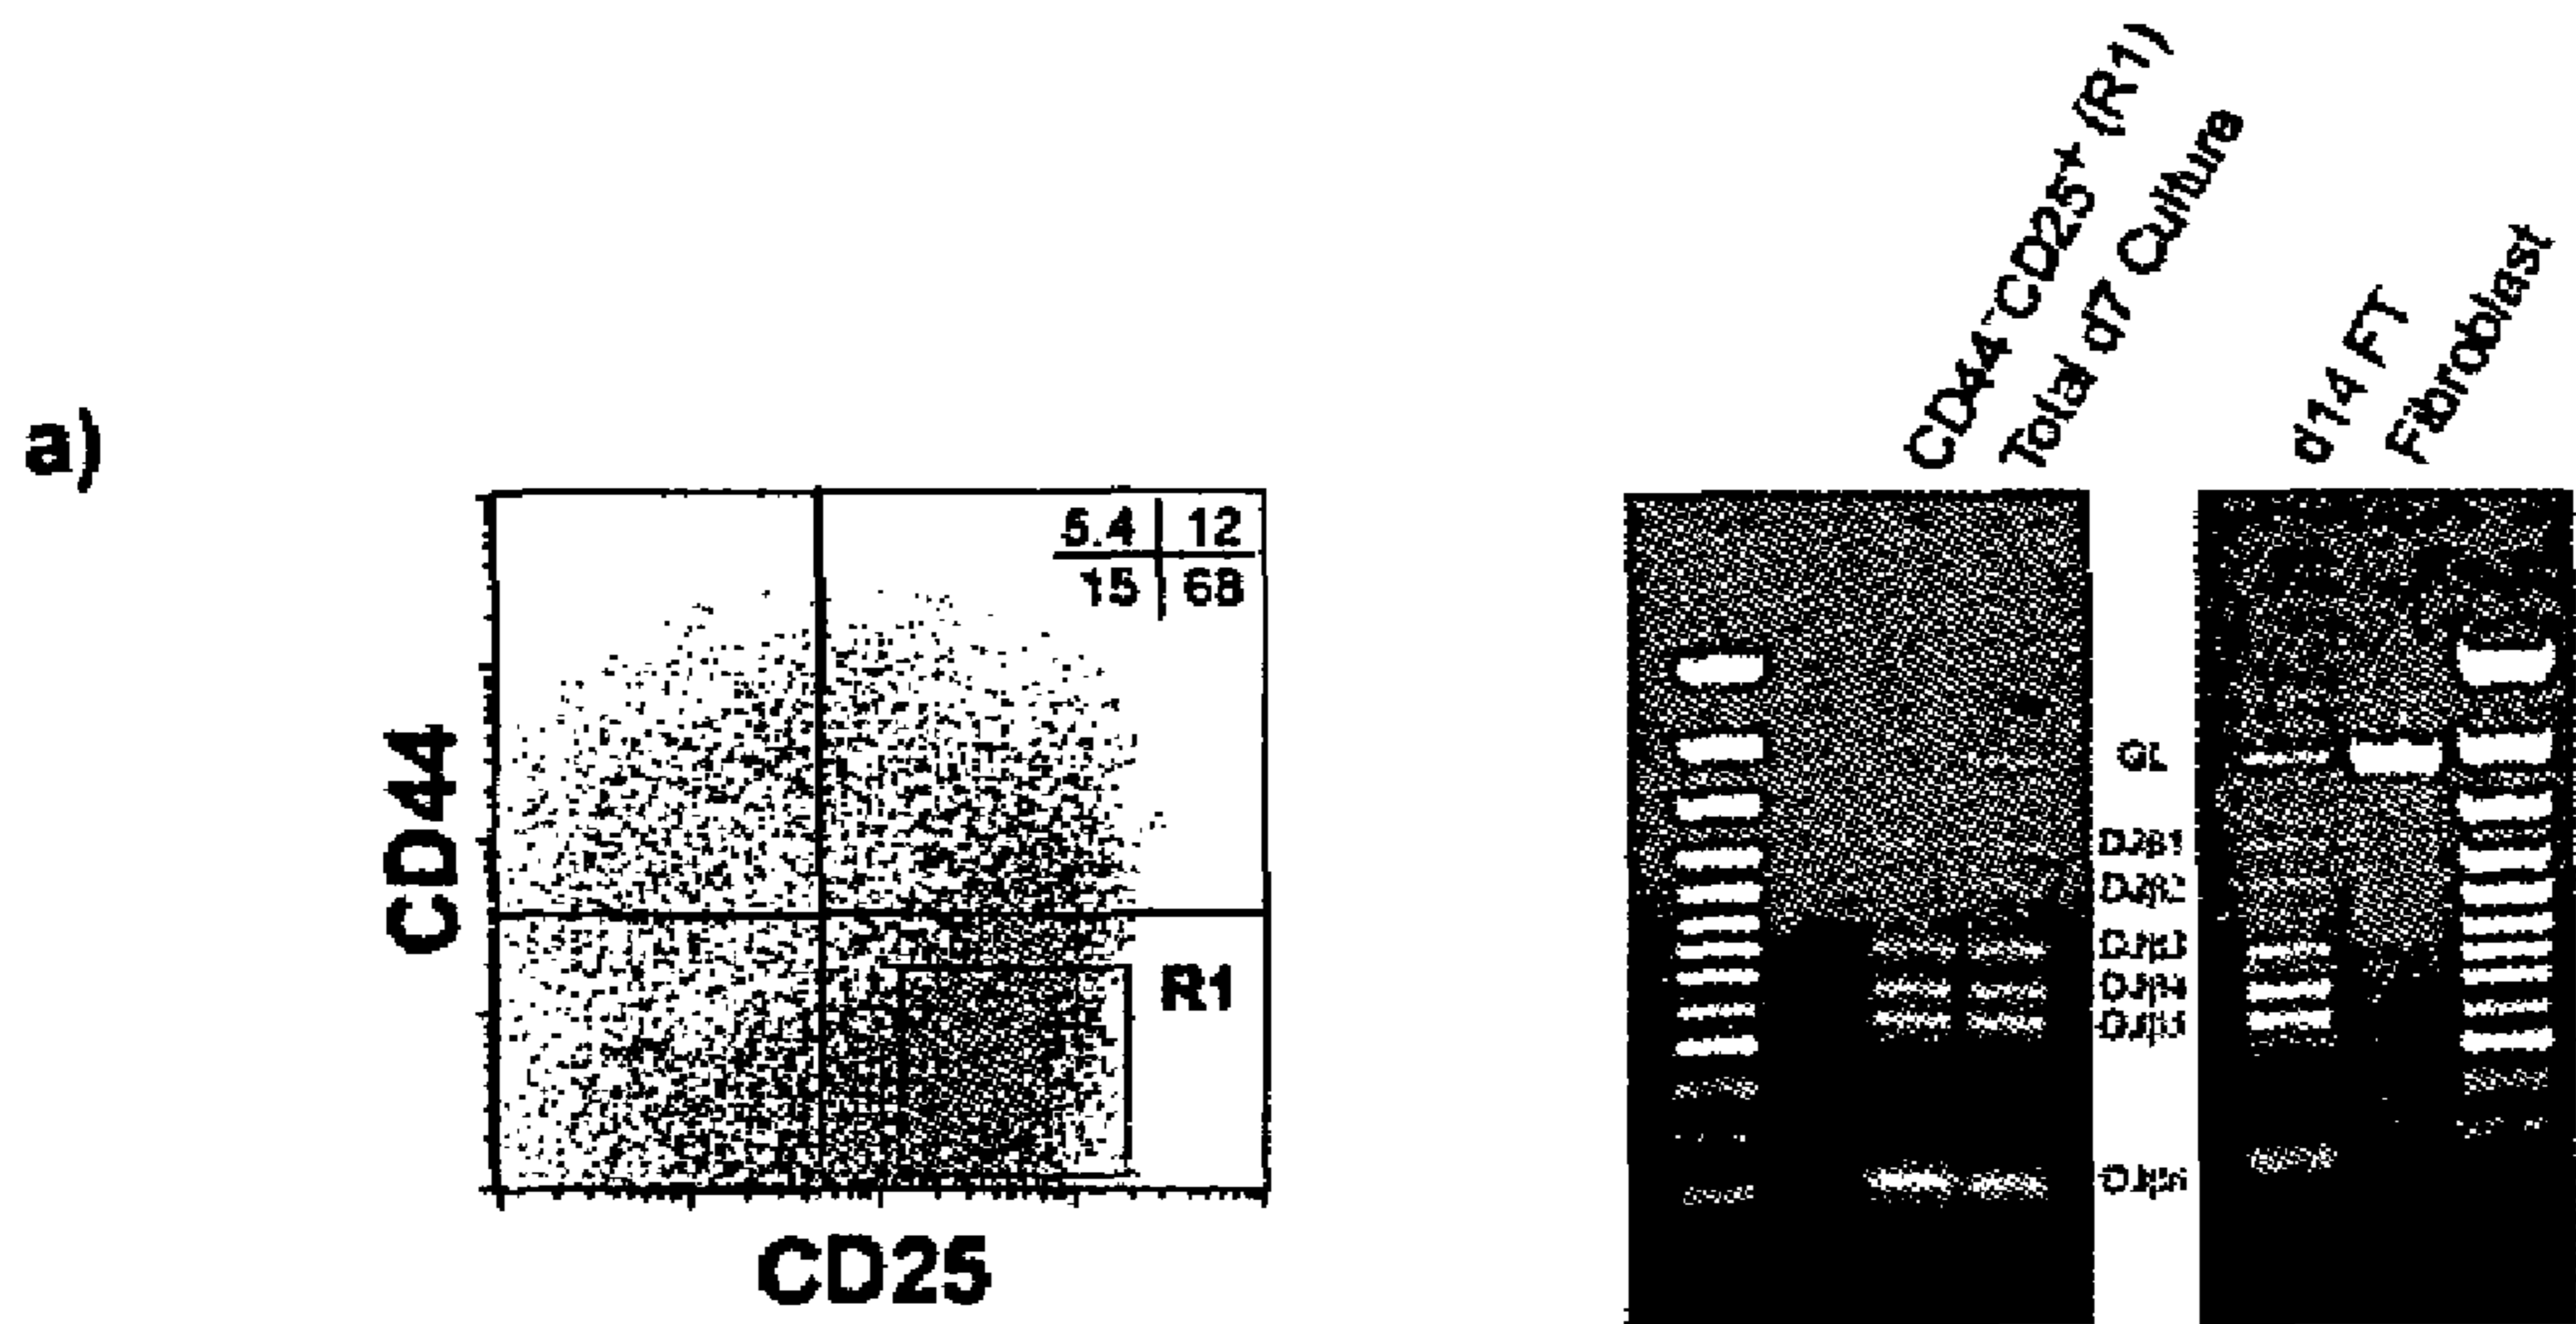 a)
CD44
5.4 12
15 68
R1
CD25
CD44⁻CD25⁺ (R1)
Total d7 Culture
d14 FT
Fibroblast
GL
DJβ1
DJβ2
DJβ3
DJβ4
DJβ5
DJβ6